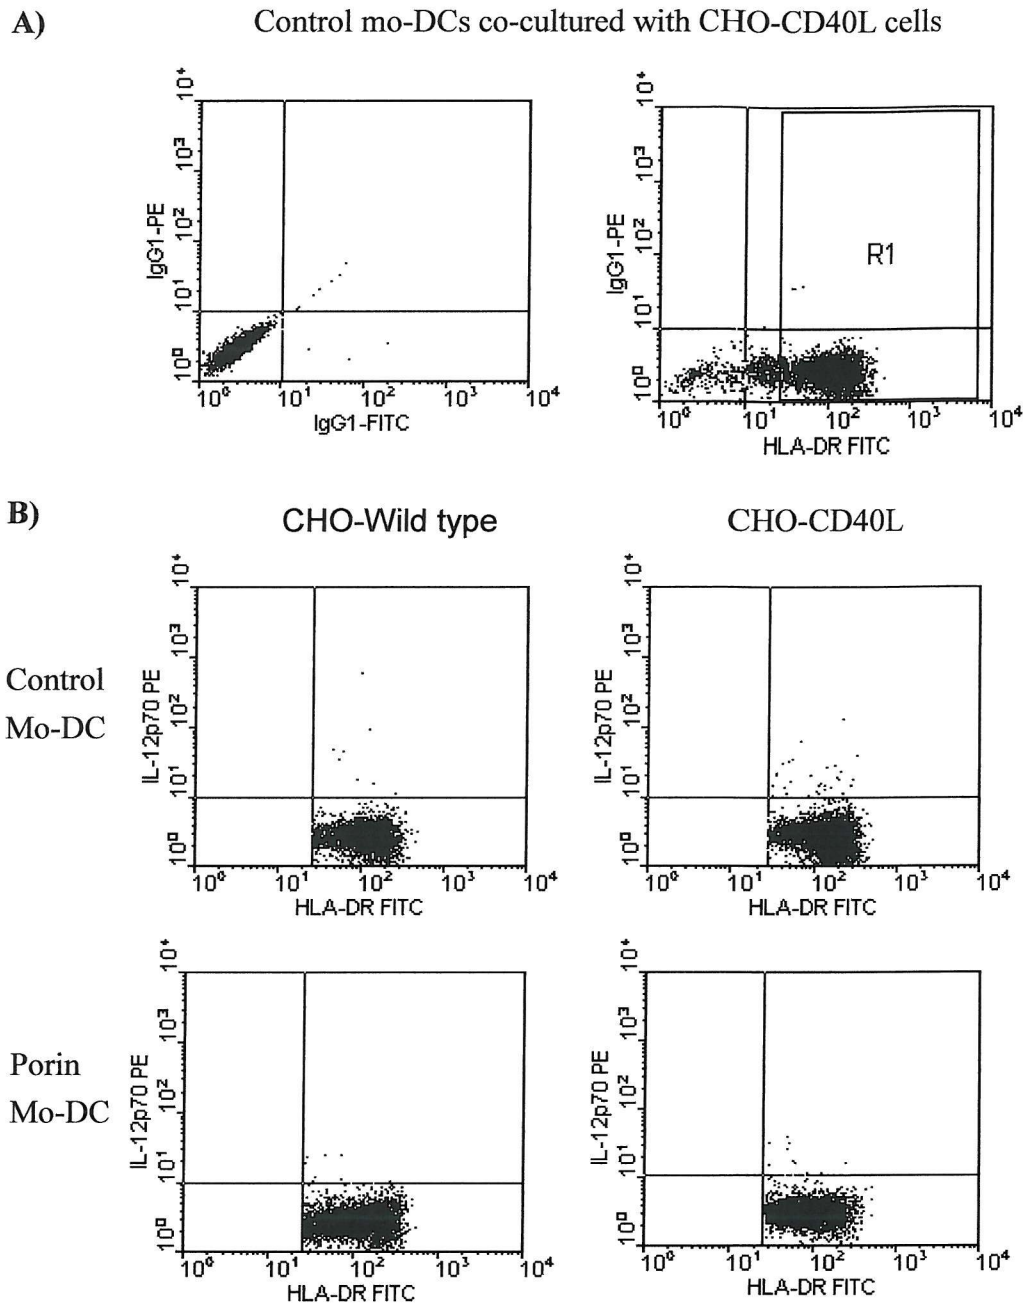 A)
Control mo-DCs co-cultured with CHO-CD40L cells
IgG1-PE
10⁰ 10¹ 10² 10³ 10⁴
10⁰ 10¹ 10² 10³ 10⁴
IgG1-FITC
IgG1-PE
10⁰ 10¹ 10² 10³ 10⁴
R1
10⁰ 10¹ 10² 10³ 10⁴
HLA-DR FITC
B)
CHO-Wild type
CHO-CD40L
Control
Mo-DC
IL-12p70 PE
10⁰ 10¹ 10² 10³ 10⁴
10⁰ 10¹ 10² 10³ 10⁴
HLA-DR FITC
IL-12p70 PE
10⁰ 10¹ 10² 10³ 10⁴
10⁰ 10¹ 10² 10³ 10⁴
HLA-DR FITC
Porin
Mo-DC
IL-12p70 PE
10⁰ 10¹ 10² 10³ 10⁴
10⁰ 10¹ 10² 10³ 10⁴
HLA-DR FITC
IL-12p70 PE
10⁰ 10¹ 10² 10³ 10⁴
10⁰ 10¹ 10² 10³ 10⁴
HLA-DR FITC